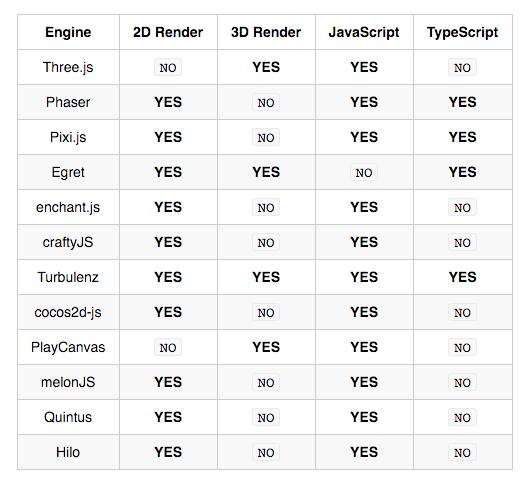 Engine 2D Render 3D Render JavaScript TypeScript
Three.js NO YES YES NO
Phaser YES NO YES YES
Pixi.js YES NO YES YES
Egret YES YES NO YES
enchant.js YES NO YES NO
craftyJS YES NO YES NO
Turbulenz YES YES YES YES
cocos2d-js YES NO YES NO
PlayCanvas NO YES YES NO
melonJS YES NO YES NO
Quintus YES NO YES NO
Hilo YES NO YES NO